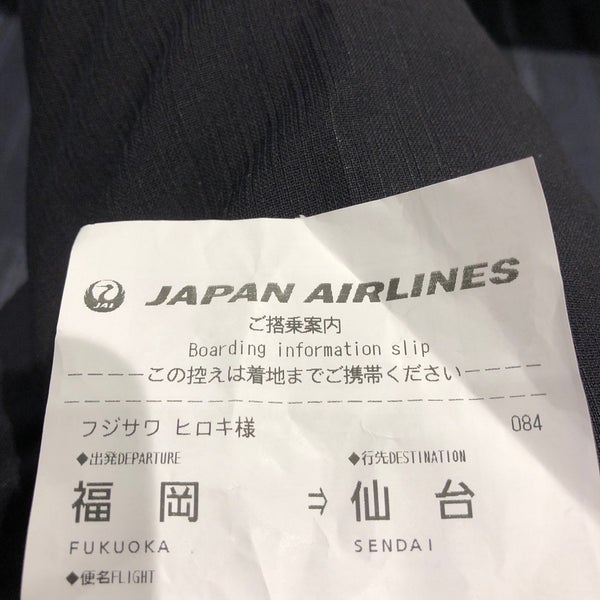 JAL JAPAN AIRLINES
ご搭乗案内
Boarding information slip
----この控えは着地までご携帯ください----
フジサワ ヒロキ様 084
◆出発DEPARTURE ◆行先DESTINATION
福岡 ⇒ 仙台
FUKUOKA SENDAI
◆便名FLIGHT